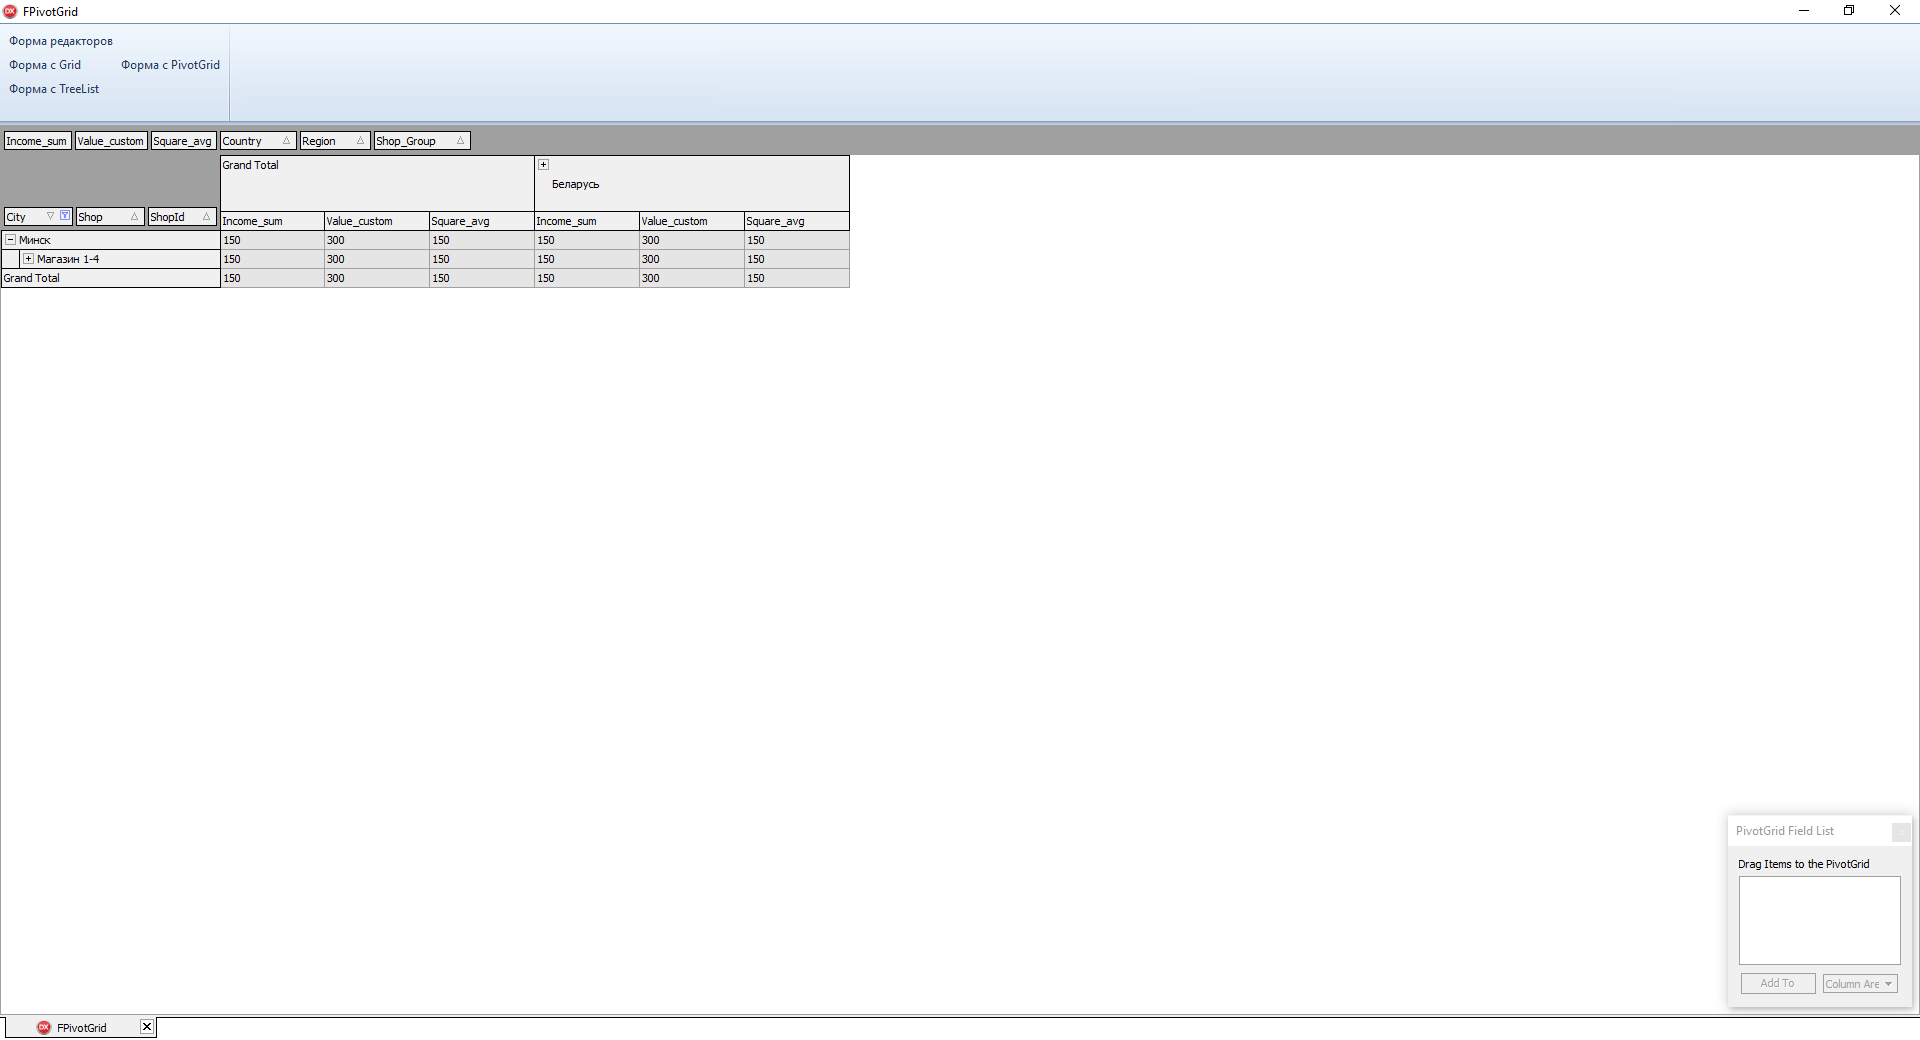 FPivotGrid
Форма редакторов
Форма с Grid Форма с PivotGrid
Форма с TreeList
Income_sum Value_custom Square_avg Country Region Shop_Group
Grand Total
Беларусь
City Shop ShopId Income_sum Value_custom Square_avg Income_sum Value_custom Square_avg
Минск 150 300 150 150 300 150
Магазин 1-4 150 300 150 150 300 150
Grand Total 150 300 150 150 300 150
PivotGrid Field List
Drag Items to the PivotGrid
Add To Column Are
FPivotGrid